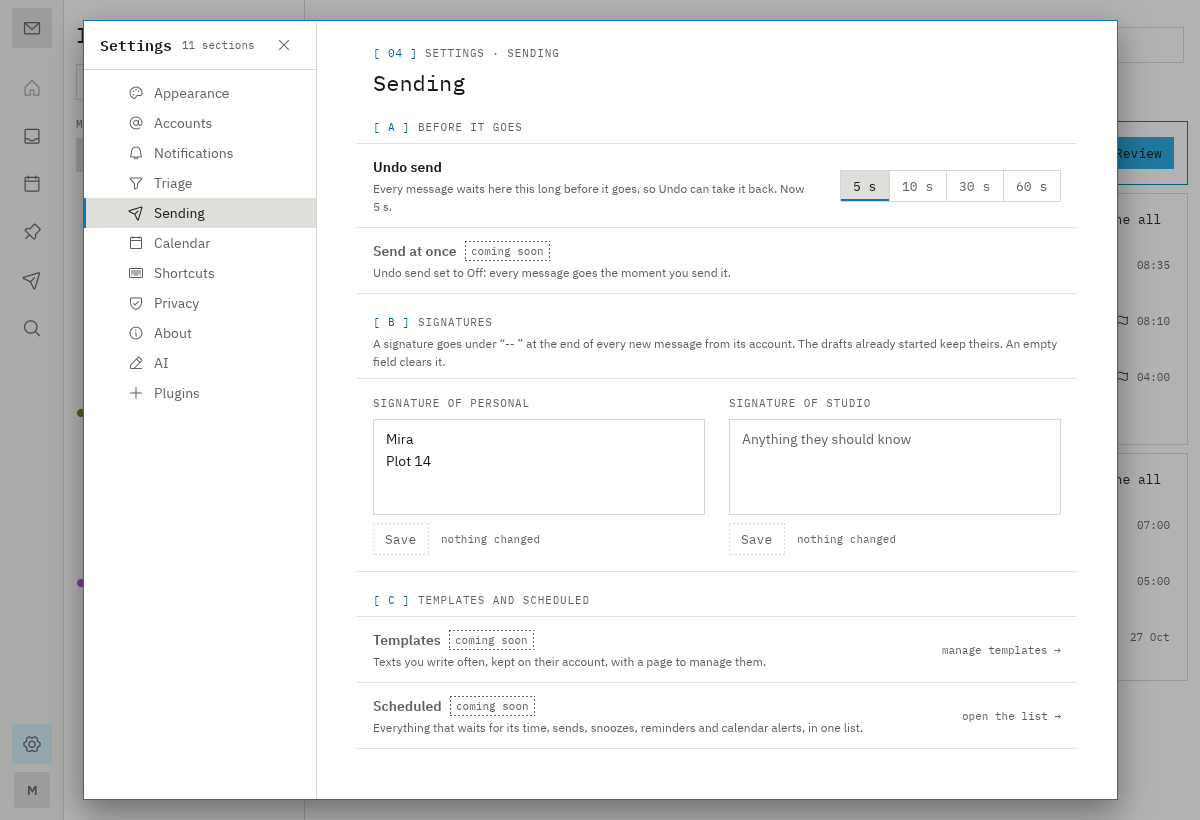 Settings 11 sections
Appearance
Accounts
Notifications
Triage
Sending
Calendar
Shortcuts
Privacy
About
AI
Plugins
M
[ 04 ] SETTINGS · SENDING
Sending
[ A ] BEFORE IT GOES
Undo send
Every message waits here this long before it goes, so Undo can take it back. Now
5 s.
5 s 10 s 30 s 60 s
Send at once coming soon
Undo send set to Off: every message goes the moment you send it.
[ B ] SIGNATURES
A signature goes under “-- ” at the end of every new message from its account. The drafts already started keep theirs. An empty
field clears it.
SIGNATURE OF PERSONAL
Mira
Plot 14
Save nothing changed
SIGNATURE OF STUDIO
Anything they should know
Save nothing changed
[ C ] TEMPLATES AND SCHEDULED
Templates coming soon
Texts you write often, kept on their account, with a page to manage them.
manage templates →
Scheduled coming soon
Everything that waits for its time, sends, snoozes, reminders and calendar alerts, in one list.
open the list →
Review
all
08:35
08:10
04:00
all
07:00
05:00
27 Oct